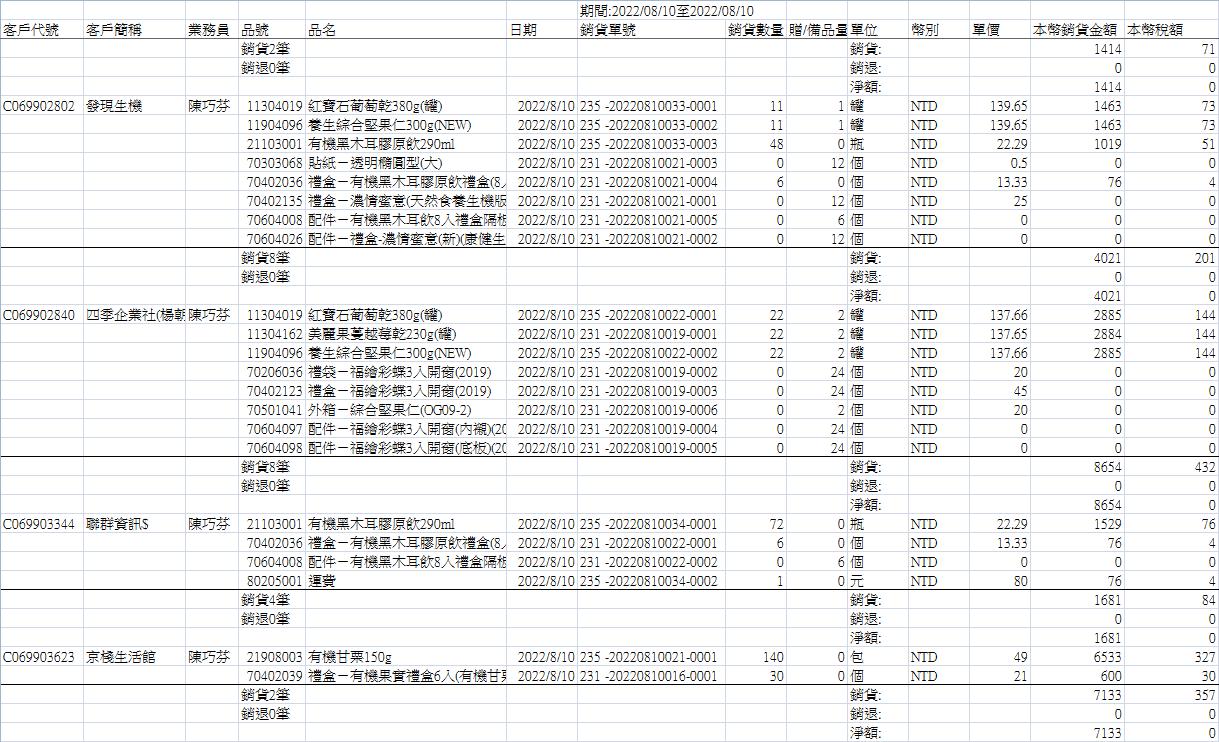 期間:2022/08/10至2022/08/10
客戶代號 客戶簡稱 業務員 品號 品名 日期 銷貨單號 銷貨數量 贈/備品量 單位 幣別 單價 本幣銷貨金額 本幣稅額
銷貨2筆 銷貨: 1414 71
銷退0筆 銷退: 0 0
淨額: 1414 0
C069902802 發現生機 陳巧芬 11304019 紅寶石葡萄乾380g(罐) 2022/8/10 235 -20220810033-0001 11 1 罐 NTD 139.65 1463 73
11904096 養生綜合堅果仁300g(NEW) 2022/8/10 235 -20220810033-0002 11 1 罐 NTD 139.65 1463 73
21103001 有機黑木耳膠原飲290ml 2022/8/10 235 -20220810033-0003 48 0 瓶 NTD 22.29 1019 51
70303068 貼紙－透明橢圓型(大) 2022/8/10 231 -20220810021-0003 0 12 個 NTD 0.5 0 0
70402036 禮盒－有機黑木耳膠原飲禮盒(8入 2022/8/10 231 -20220810021-0004 6 0 個 NTD 13.33 76 4
70402135 禮盒－濃情蜜意(天然食養生機版 2022/8/10 231 -20220810021-0001 0 12 個 NTD 25 0 0
70604008 配件－有機黑木耳飲8入禮盒隔板 2022/8/10 231 -20220810021-0005 0 6 個 NTD 0 0 0
70604026 配件－禮盒-濃情蜜意(新)(康健生 2022/8/10 231 -20220810021-0002 0 12 個 NTD 0 0 0
銷貨8筆 銷貨: 4021 201
銷退0筆 銷退: 0 0
淨額: 4021 0
C069902840 四季企業社(楊朝 陳巧芬 11304019 紅寶石葡萄乾380g(罐) 2022/8/10 235 -20220810022-0001 22 2 罐 NTD 137.66 2885 144
11304162 美麗果蔓越莓乾230g(罐) 2022/8/10 231 -20220810019-0001 22 2 罐 NTD 137.65 2884 144
11904096 養生綜合堅果仁300g(NEW) 2022/8/10 235 -20220810022-0002 22 2 罐 NTD 137.66 2885 144
70206036 禮袋－福繪彩蝶3入開窗(2019) 2022/8/10 231 -20220810019-0002 0 24 個 NTD 20 0 0
70402123 禮盒－福繪彩蝶3入開窗(2019) 2022/8/10 231 -20220810019-0003 0 24 個 NTD 45 0 0
70501041 外箱－綜合堅果仁(OG09-2) 2022/8/10 231 -20220810019-0006 0 2 個 NTD 20 0 0
70604097 配件－福繪彩蝶3入開窗(內襯)(20 2022/8/10 231 -20220810019-0004 0 24 個 NTD 0 0 0
70604098 配件－福繪彩蝶3入開窗(底板)(20 2022/8/10 231 -20220810019-0005 0 24 個 NTD 0 0 0
銷貨8筆 銷貨: 8654 432
銷退0筆 銷退: 0 0
淨額: 8654 0
C069903344 聯群資訊S 陳巧芬 21103001 有機黑木耳膠原飲290ml 2022/8/10 235 -20220810034-0001 72 0 瓶 NTD 22.29 1529 76
70402036 禮盒－有機黑木耳膠原飲禮盒(8入 2022/8/10 231 -20220810022-0001 6 0 個 NTD 13.33 76 4
70604008 配件－有機黑木耳飲8入禮盒隔板 2022/8/10 231 -20220810022-0002 0 6 個 NTD 0 0 0
80205001 運費 2022/8/10 235 -20220810034-0002 1 0 元 NTD 80 76 4
銷貨4筆 銷貨: 1681 84
銷退0筆 銷退: 0 0
淨額: 1681 0
C069903623 京棧生活館 陳巧芬 21908003 有機甘栗150g 2022/8/10 235 -20220810021-0001 140 0 包 NTD 49 6533 327
70402039 禮盒－有機果實禮盒6入(有機甘栗 2022/8/10 231 -20220810016-0001 30 0 個 NTD 21 600 30
銷貨2筆 銷貨: 7133 357
銷退0筆 銷退: 0 0
淨額: 7133 0